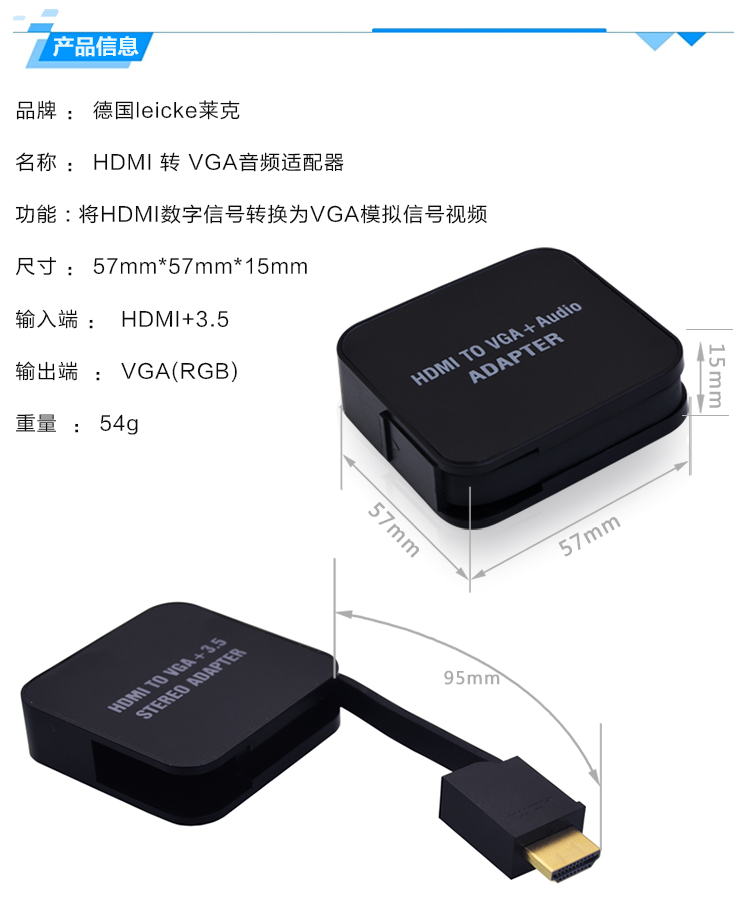 产品信息
品牌 ： 德国leicke莱克
名称 ： HDMI 转 VGA音频适配器
功能 : 将HDMI数字信号转换为VGA模拟信号视频
尺寸 ： 57mm*57mm*15mm
输入端 ： HDMI+3.5
输出端 ： VGA(RGB)
重量 ： 54g
HDMI TO VGA+Audio
ADAPTER
15mm
57mm
57mm
HDMI TO VGA+3.5
STEREO ADAPTER
95mm